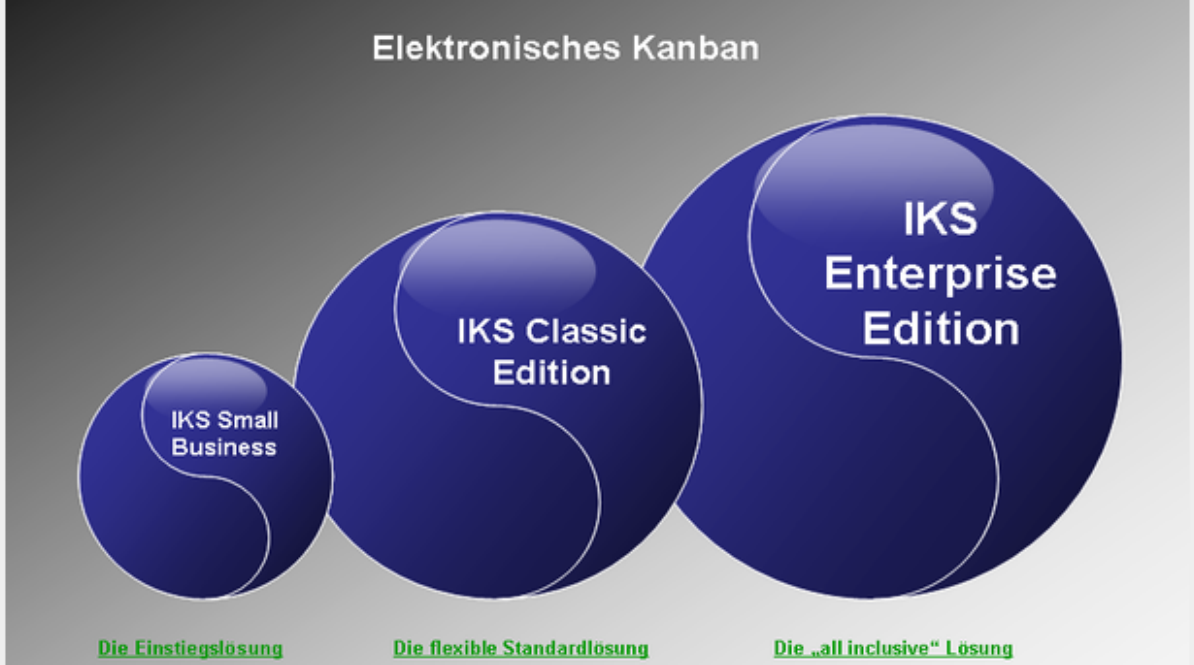 Elektronisches Kanban
IKS Small
Business
IKS Classic
Edition
IKS
Enterprise
Edition
Die Einstiegslösung
Die flexible Standardlösung
Die „all inclusive“ Lösung